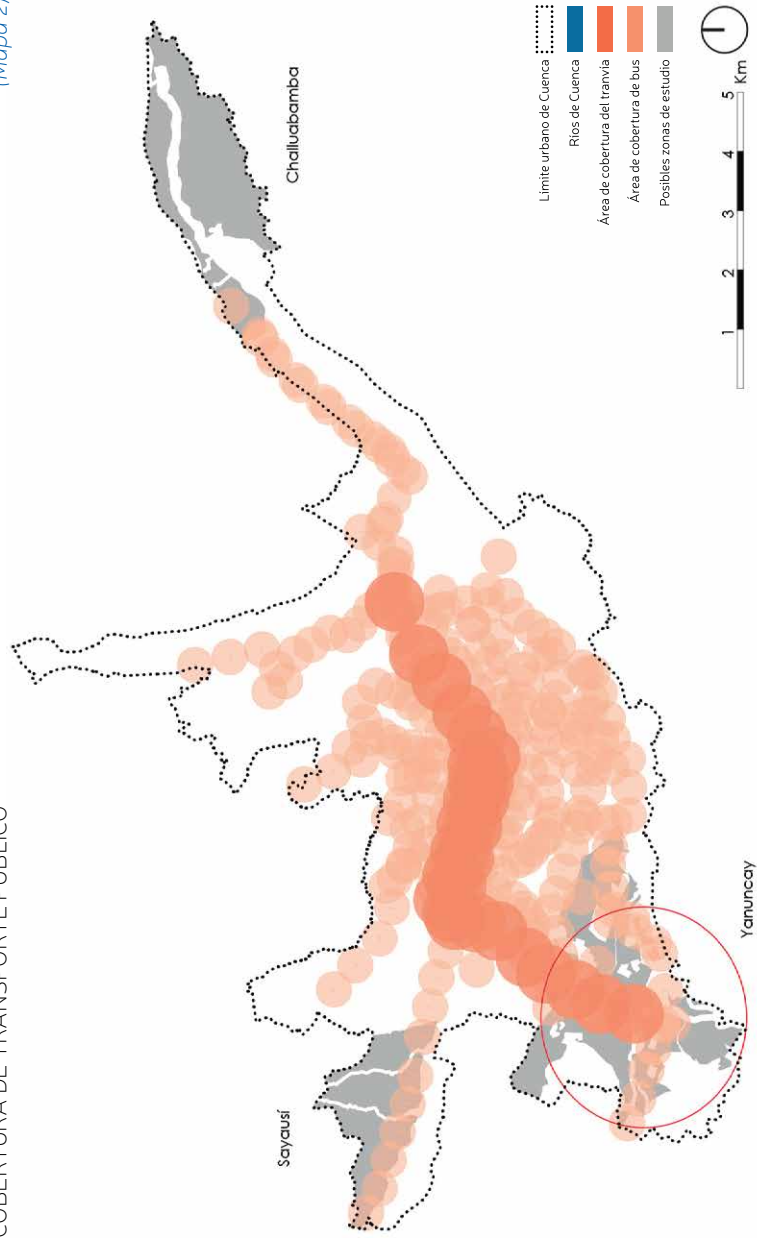 COBERTURA DE TRANSPORTE PÚBLICO
(Mapa 2)
Challuabamba
Sayausí
Yanuncay
Límite urbano de Cuenca
Ríos de Cuenca
Área de cobertura del tranvia
Área de cobertura de bus
Posibles zonas de estudio
1 2 3 4 5 Km